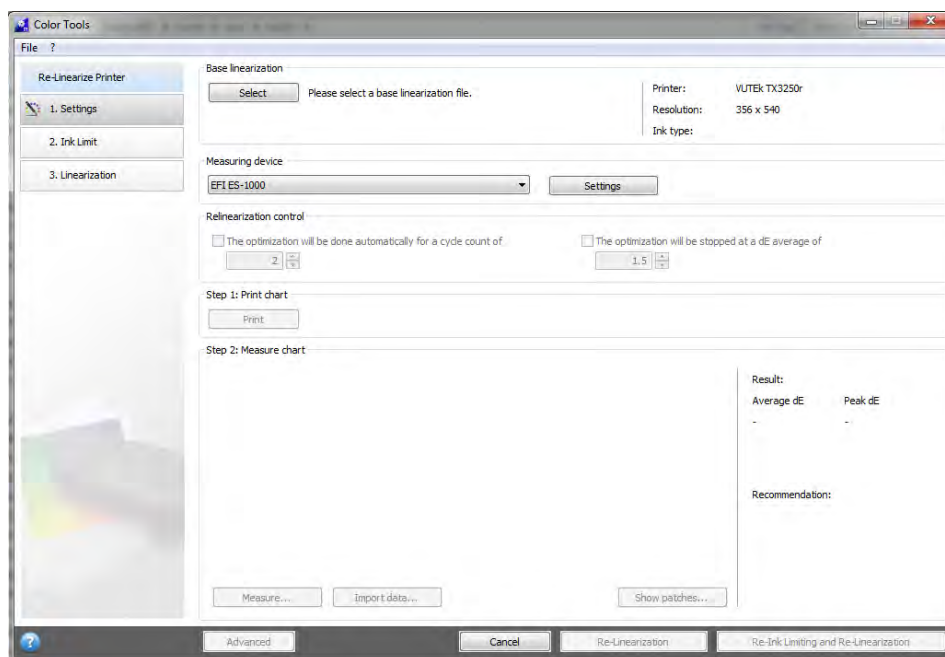 Color Tools
File ?
Re-Linearize Printer
1. Settings
2. Ink Limit
3. Linearization
Base linearization
Select
Please select a base linearization file.
Printer: VUTEk TX3250r
Resolution: 356 x 540
Ink type:
Measuring device
EFI ES-1000
Settings
Relinearization control
The optimization will be done automatically for a cycle count of
2
The optimization will be stopped at a dE average of
1.5
Step 1: Print chart
Print
Step 2: Measure chart
Result:
Average dE Peak dE
- -
Recommendation:
Measure...
Import data...
Show patches...
?
Advanced
Cancel
Re-Linearization
Re-Ink Limiting and Re-Linearization